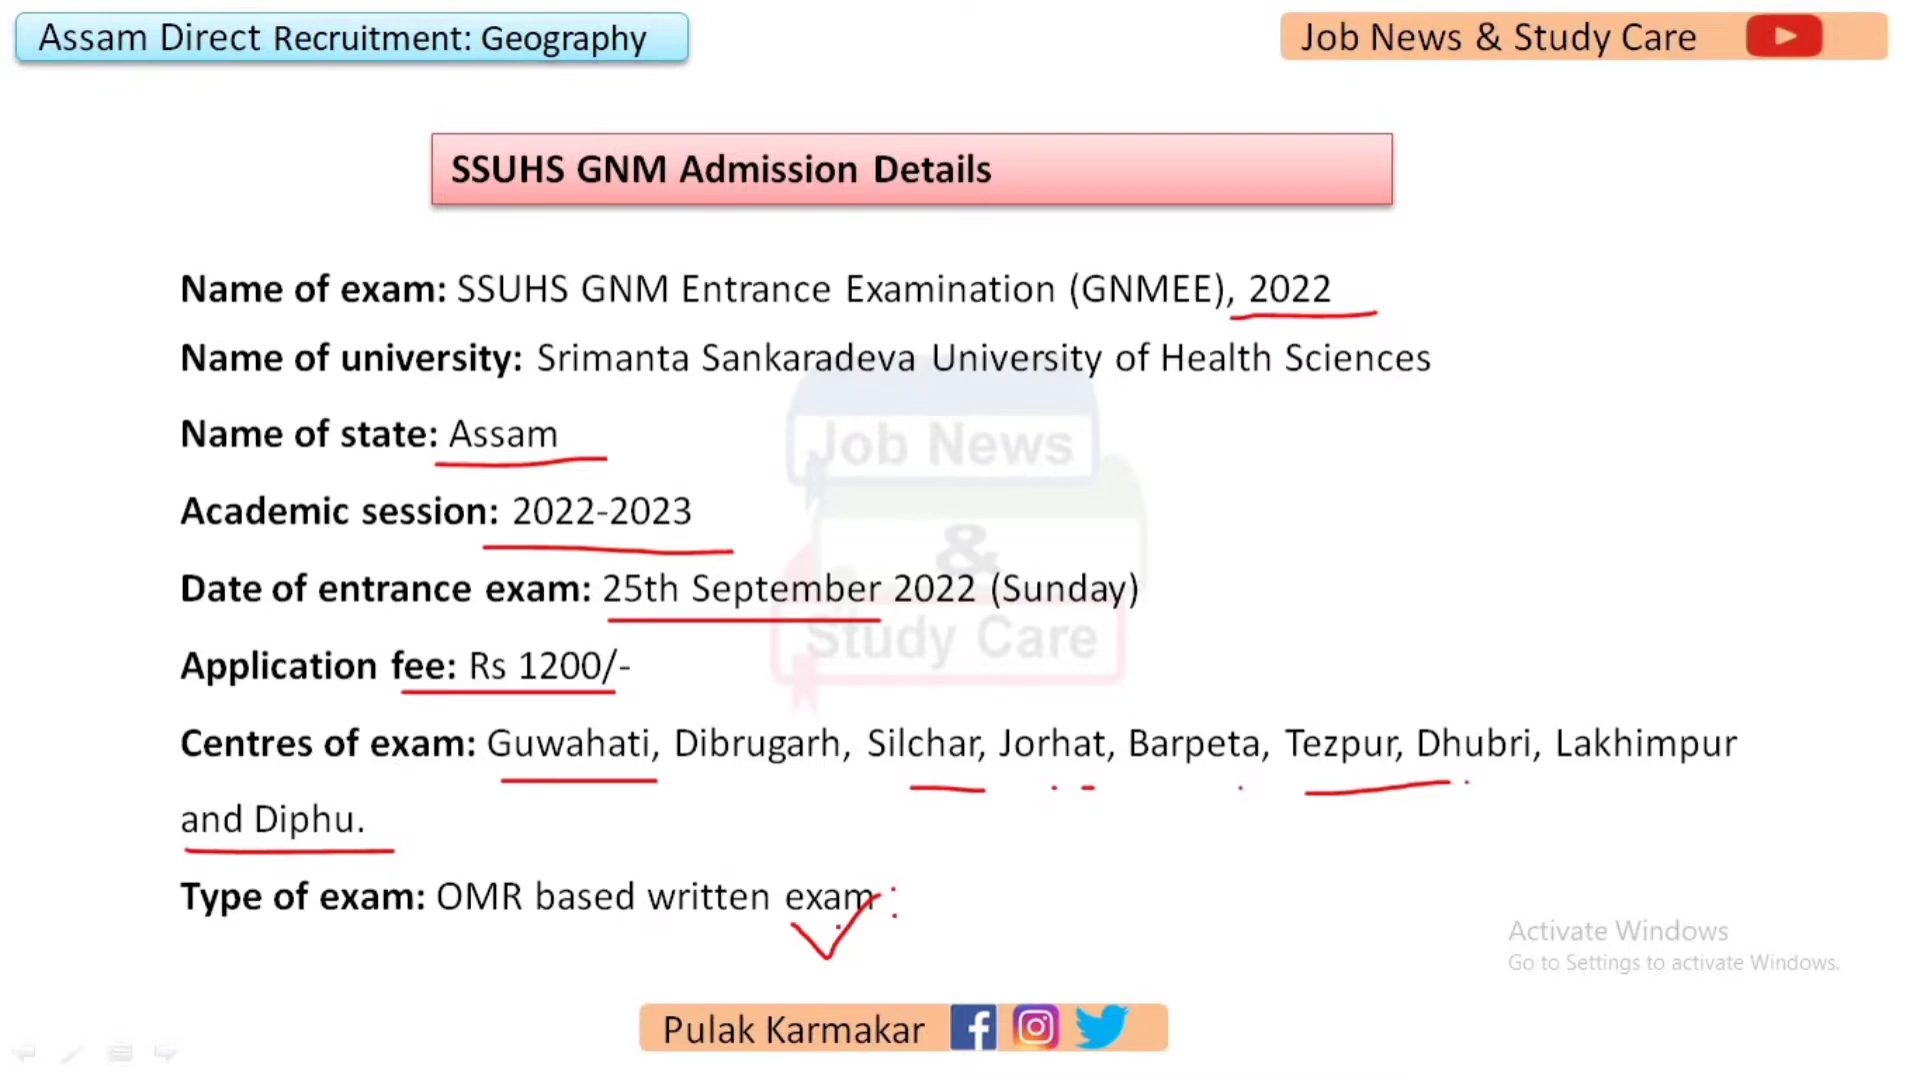 Assam Direct Recruitment: Geography
Job News & Study Care
SSUHS GNM Admission Details
Name of exam: SSUHS GNM Entrance Examination (GNMEE), 2022
Name of university: Srimanta Sankaradeva University of Health Sciences
Name of state: Assam
Academic session: 2022-2023
Date of entrance exam: 25th September 2022 (Sunday)
Application fee: Rs 1200/-
Centres of exam: Guwahati, Dibrugarh, Silchar, Jorhat, Barpeta, Tezpur, Dhubri, Lakhimpur
and Diphu.
Type of exam: OMR based written exam
Job News
&
Study Care
Activate Windows
Go to Settings to activate Windows.
Pulak Karmakar